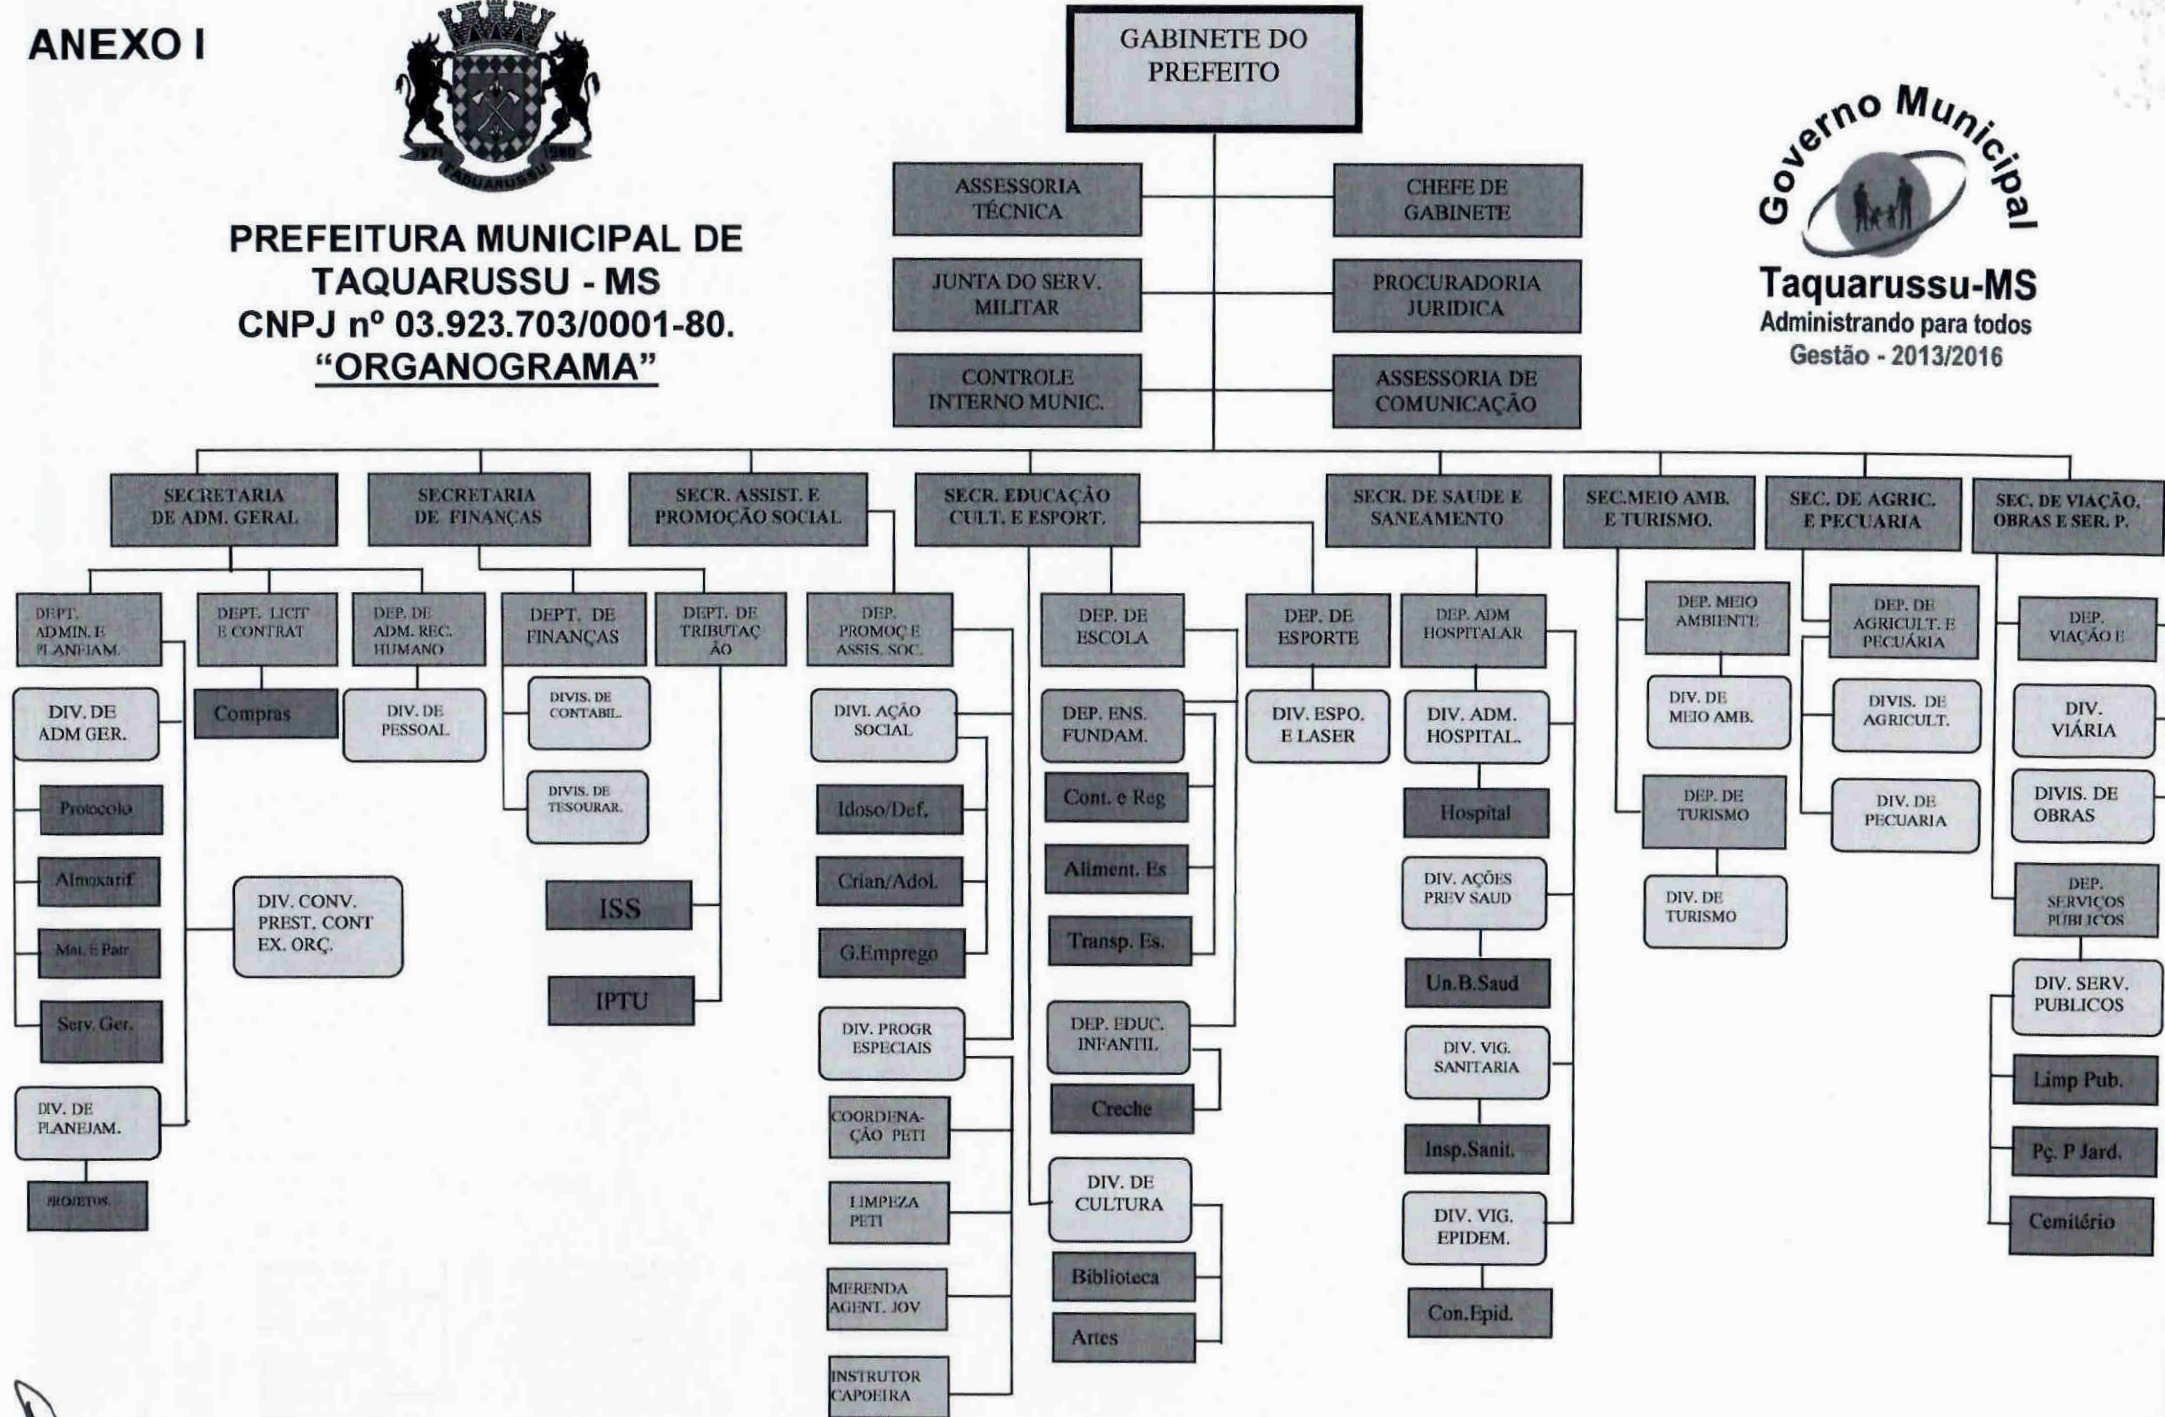 ANEXO I
1971
1980
TAQUARUSSU
PREFEITURA MUNICIPAL DE
TAQUARUSSU - MS
CNPJ nº 03.923.703/0001-80.
“ORGANOGRAMA”
GABINETE DO
PREFEITO
Governo Municipal
Taquarussu-MS
Administrando para todos
Gestão - 2013/2016
ASSESSORIA
TÉCNICA
CHEFE DE
GABINETE
JUNTA DO SERV.
MILITAR
PROCURADORIA
JURIDICA
CONTROLE
INTERNO MUNIC.
ASSESSORIA DE
COMUNICAÇÃO
SECRETARIA
DE ADM. GERAL
SECRETARIA
DE FINANÇAS
SECR. ASSIST. E
PROMOÇÃO SOCIAL
SECR. EDUCAÇÃO
CULT. E ESPORT.
SECR. DE SAUDE E
SANEAMENTO
SEC.MEIO AMB.
E TURISMO.
SEC. DE AGRIC.
E PECUARIA
SEC. DE VIAÇÃO,
OBRAS E SER. P.
DEPT.
ADMIN. E
PLANEJAM.
DEPT. LICIT
E CONTRAT
DEP. DE
ADM. REC.
HUMANO
DEPT. DE
FINANÇAS
DEPT. DE
TRIBUTAÇ
ÃO
DEP.
PROMOÇ E
ASSIS. SOC.
DEP. DE
ESCOLA
DEP. DE
ESPORTE
DEP. ADM
HOSPITALAR
DEP. MEIO
AMBIENTE
DEP. DE
AGRICULT. E
PECUÁRIA
DEP.
VIAÇÃO E
DIV. DE
ADM GER.
Compras
DIV. DE
PESSOAL
DIVIS. DE
CONTABIL.
DIVI. AÇÃO
SOCIAL
DEP. ENS.
FUNDAM.
DIV. ESPO.
E LASER
DIV. ADM.
HOSPITAL.
DIV. DE
MEIO AMB.
DIVIS. DE
AGRICULT.
DIV.
VIÁRIA
Protocolo
DIVIS. DE
TESOURAR.
Idoso/Def.
Cont. e Reg
Hospital
DEP. DE
TURISMO
DIV. DE
PECUARIA
DIVIS. DE
OBRAS
Almoxarif
DIV. CONV.
PREST. CONT
EX. ORÇ.
ISS
Crian/Adol.
Aliment. Es
DIV. AÇÕES
PREV SAUD
DIV. DE
TURISMO
DEP.
SERVIÇOS
PUBLICOS
Mat. E Patr
G.Emprego
Transp. Es.
Un.B.Saud
DIV. SERV.
PUBLICOS
Serv. Ger.
IPTU
DIV. PROGR
ESPECIAIS
DEP. EDUC.
INFANTIL
DIV. VIG.
SANITARIA
Limp Pub.
DIV. DE
PLANEJAM.
COORDENA-
ÇÃO PETI
Creche
Insp.Sanit.
Pç. P Jard.
PROJETOS
LIMPEZA
PETI
DIV. DE
CULTURA
DIV. VIG.
EPIDEM.
Cemitério
MERENDA
AGENT. JOV
Biblioteca
Con.Epid.
Artes
INSTRUTOR
CAPOEIRA